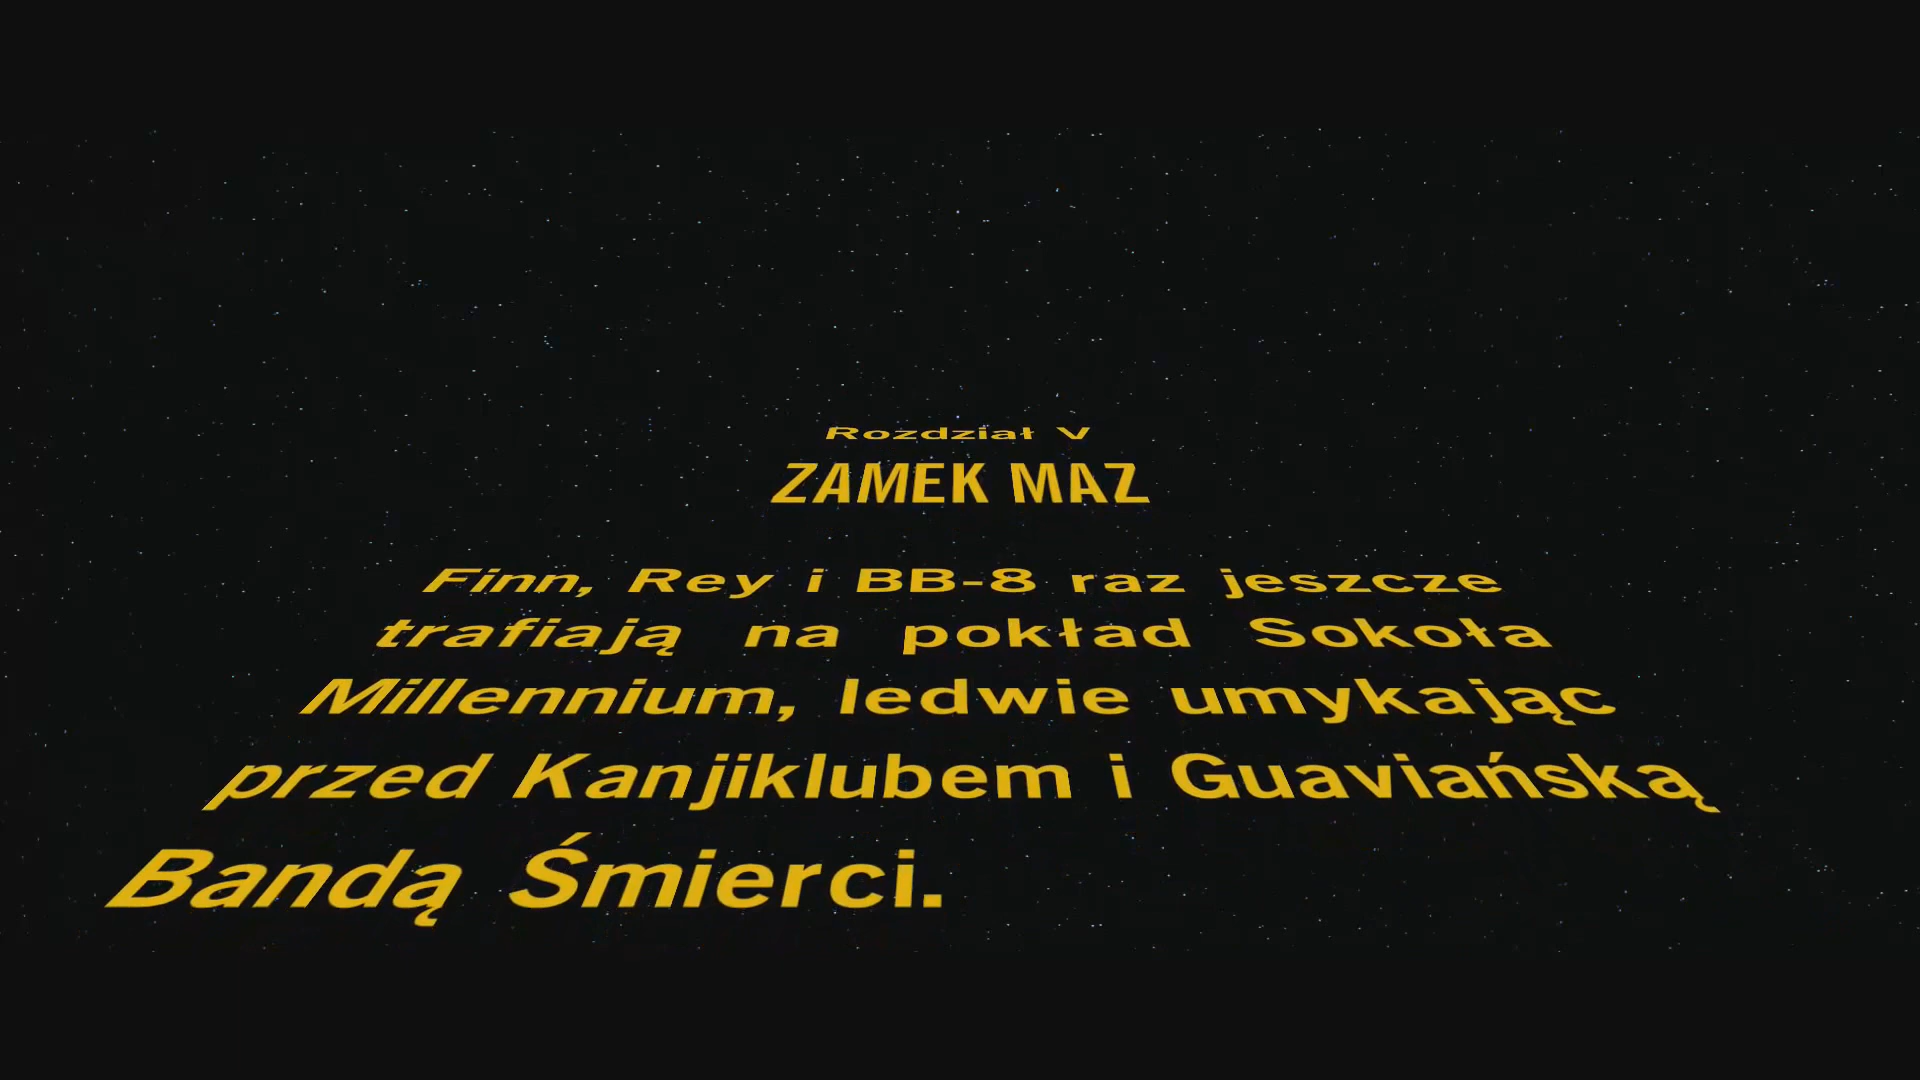 Rozdział V
ZAMEK MAZ
Finn, Rey i BB-8 raz jeszcze
trafiają na pokład Sokoła
Millennium, ledwie umykając
przed Kanjiklubem i Guaviańską
Bandą Śmierci.